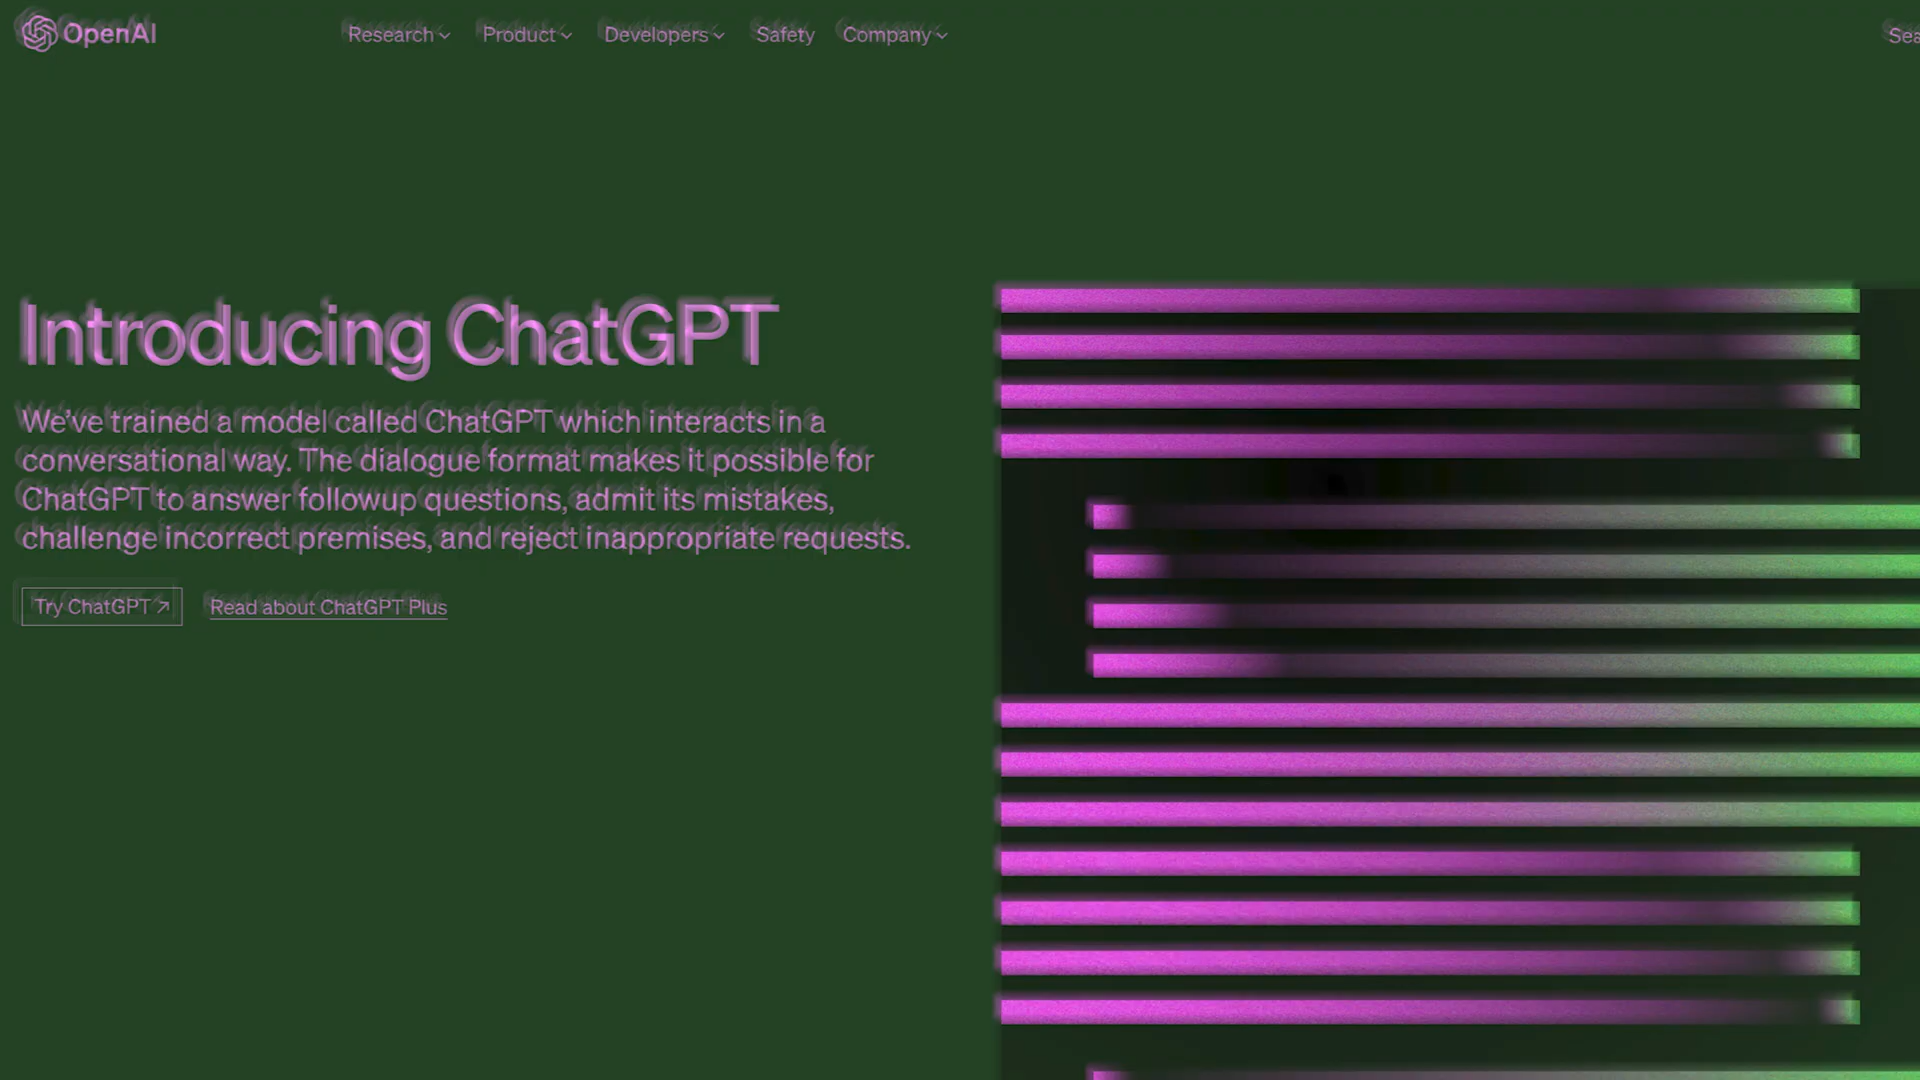 OpenAI
Research Product Developers Safety Company
Introducing ChatGPT
We've trained a model called ChatGPT which interacts in a
conversational way. The dialogue format makes it possible for
ChatGPT to answer followup questions, admit its mistakes,
challenge incorrect premises, and reject inappropriate requests.
Try ChatGPT ↗ Read about ChatGPT Plus